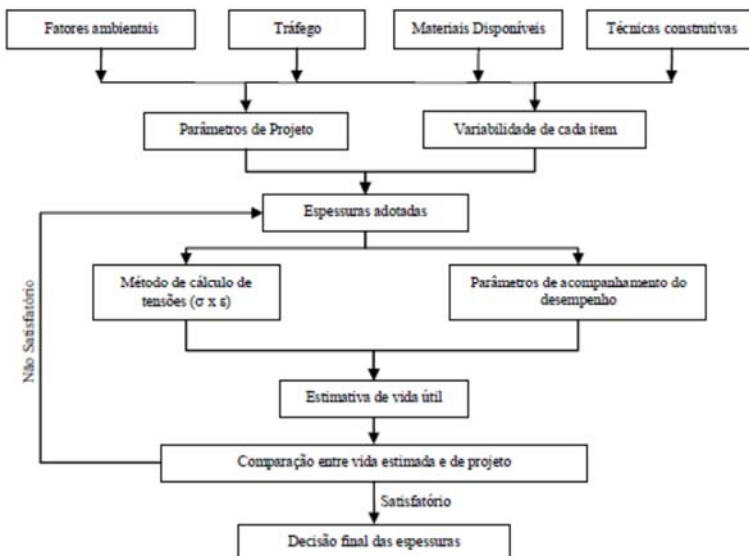 Fatores ambientais
Tráfego
Materiais Disponíveis
Técnicas construtivas
Parâmetros de Projeto
Variabilidade de cada item
Espessuras adotadas
Método de cálculo de
tensões (σ x ε)
Parâmetros de acompanhamento do
desempenho
Não Satisfatório
Estimativa de vida útil
Comparação entre vida estimada e de projeto
Satisfatório
Decisão final das espessuras